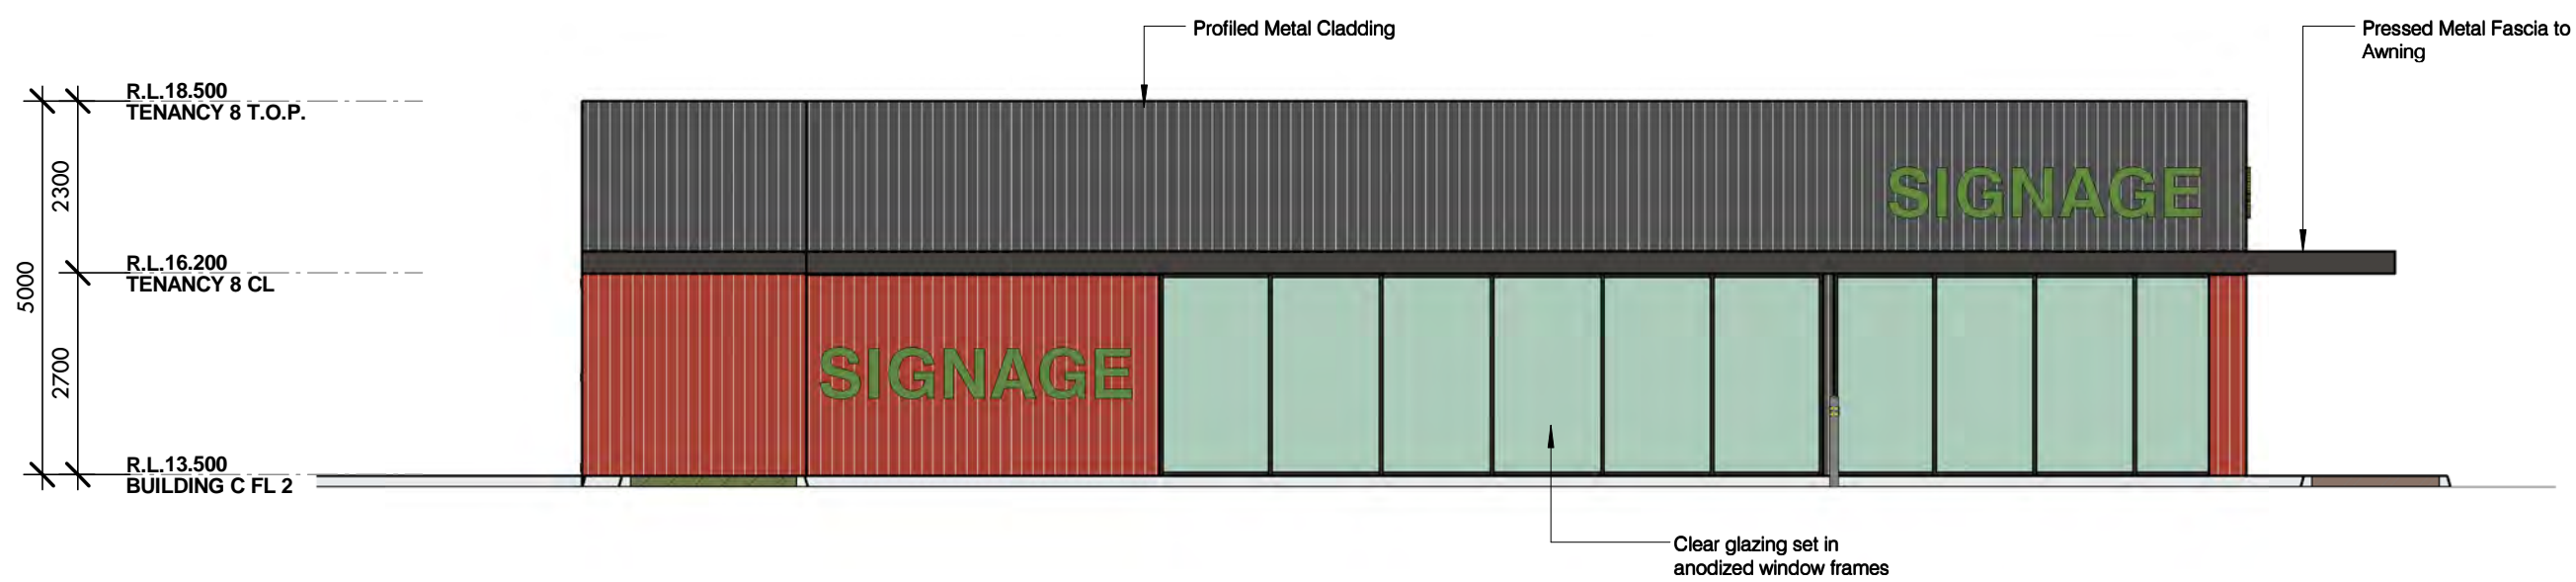 Profiled Metal Cladding
Pressed Metal Fascia to
Awning
R.L.18.500
TENANCY 8 T.O.P.
2300
SIGNAGE
R.L.16.200
TENANCY 8 CL
5000
2700
SIGNAGE
R.L.13.500
BUILDING C FL 2
Clear glazing set in
anodized window frames